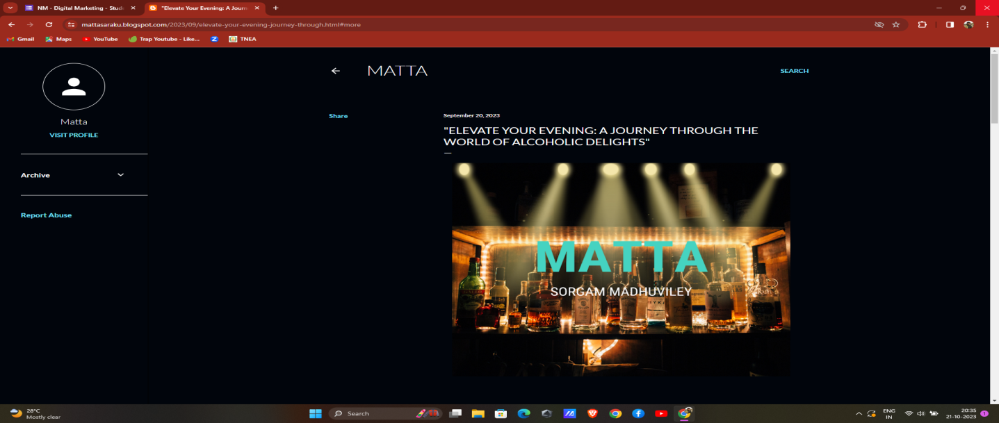 NM - Digital Marketing - Stude
"Elevate Your Evening: A Journ
mattasaraku.blogspot.com/2023/09/elevate-your-evening-journey-through.html#more
Gmail
Maps
YouTube
Trap Youtube - Like...
Z
TNEA
Matta
VISIT PROFILE
Archive
Report Abuse
MATTA
SEARCH
Share
September 20, 2023
"ELEVATE YOUR EVENING: A JOURNEY THROUGH THE
WORLD OF ALCOHOLIC DELIGHTS"
MATTA
SORGAM MADHUVILEY
28°C
Mostly clear
Search
ENG
IN
20:35
21-10-2023
1